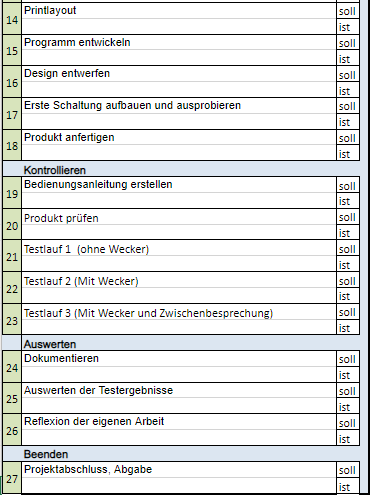 14 Printlayout soll
ist
15 Programm entwickeln soll
ist
16 Design entwerfen soll
ist
17 Erste Schaltung aufbauen und ausprobieren soll
ist
18 Produkt anfertigen soll
ist
Kontrollieren
19 Bedienungsanleitung erstellen soll
ist
20 Produkt prüfen soll
ist
21 Testlauf 1  (ohne Wecker) soll
ist
22 Testlauf 2 (Mit Wecker) soll
ist
23 Testlauf 3 (Mit Wecker und Zwischenbesprechung) soll
ist
Auswerten
24 Dokumentieren soll
ist
25 Auswerten der Testergebnisse soll
ist
26 Reflexion der eigenen Arbeit soll
ist
Beenden
27 Projektabschluss, Abgabe soll
ist